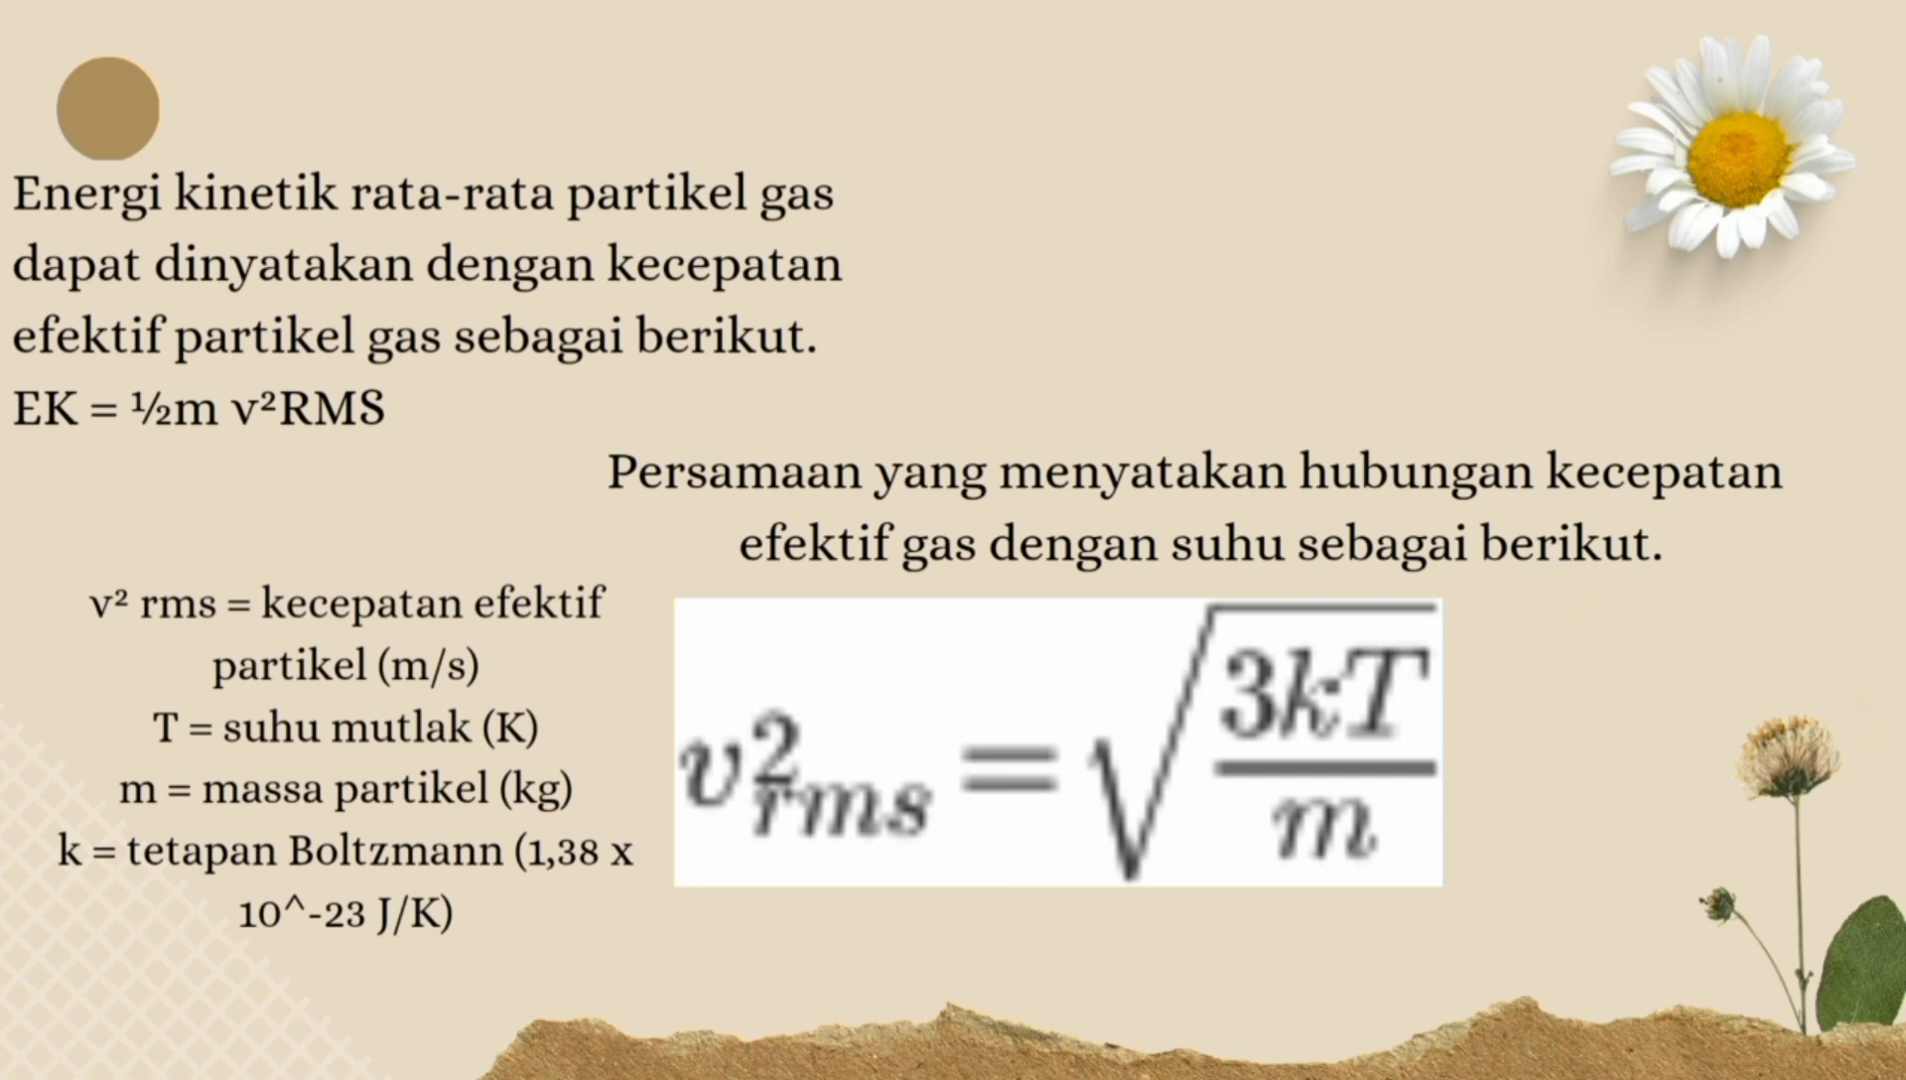 Energi kinetik rata-rata partikel gas
dapat dinyatakan dengan kecepatan
efektif partikel gas sebagai berikut.
EK = ½m v²RMS
Persamaan yang menyatakan hubungan kecepatan
efektif gas dengan suhu sebagai berikut.
v² rms = kecepatan efektif
partikel (m/s)
T = suhu mutlak (K)
m = massa partikel (kg)
k = tetapan Boltzmann (1,38 x
10^-23 J/K)
v²rms = √(3kT/m)